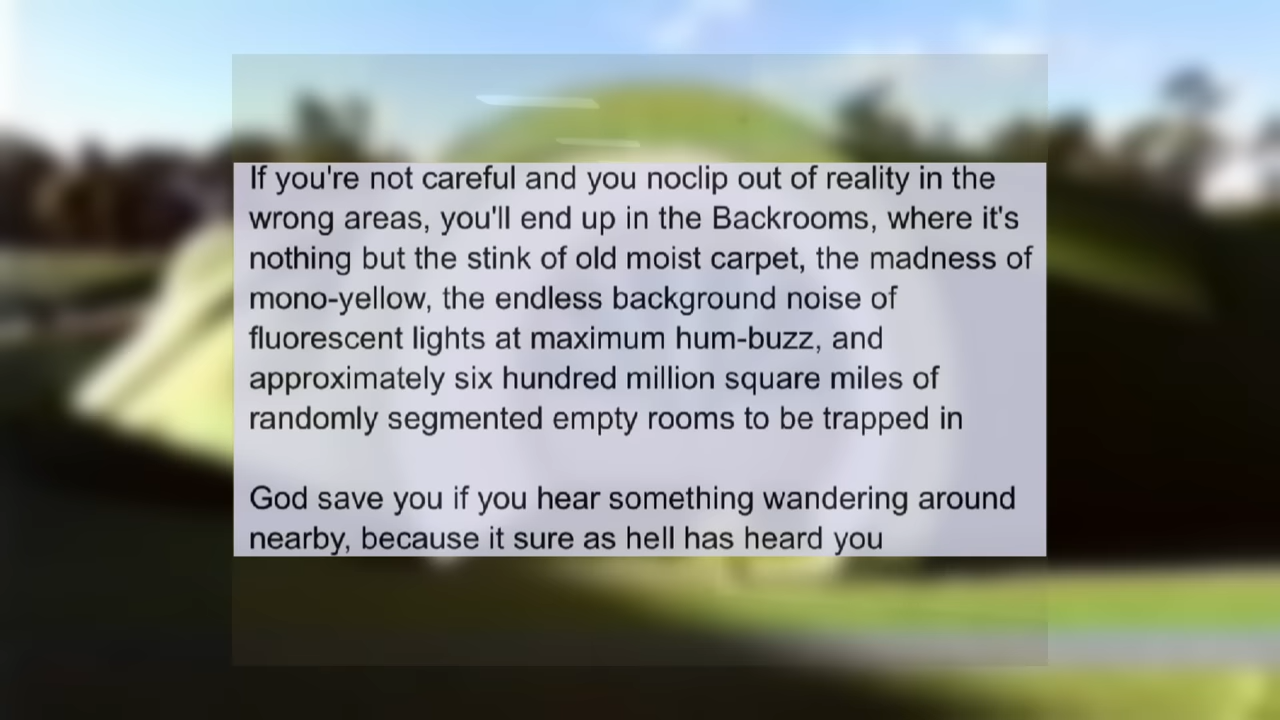 If you're not careful and you noclip out of reality in the
wrong areas, you'll end up in the Backrooms, where it's
nothing but the stink of old moist carpet, the madness of
mono-yellow, the endless background noise of
fluorescent lights at maximum hum-buzz, and
approximately six hundred million square miles of
randomly segmented empty rooms to be trapped in
God save you if you hear something wandering around
nearby, because it sure as hell has heard you